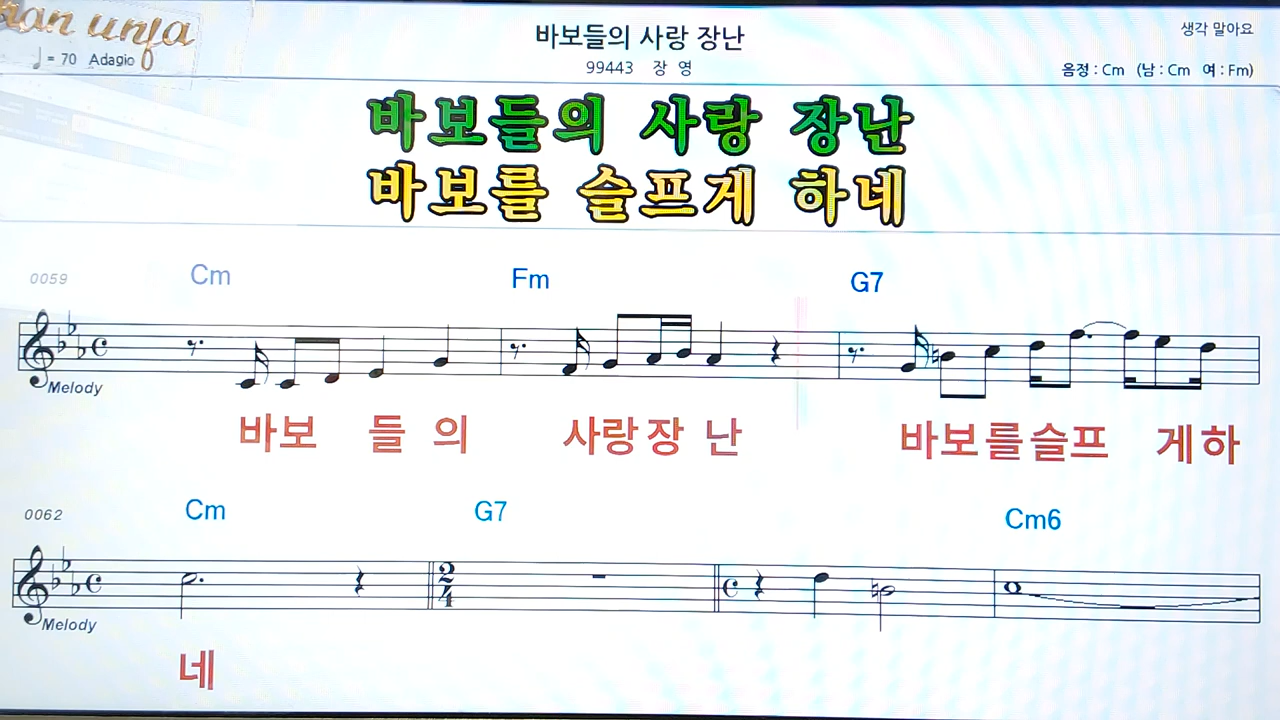 바보들의 사랑 장난
생각 말아요
♩ = 70 Adagio
99443 장 영
음정 : Cm (남 : Cm 여 : Fm)
바보들의 사랑 장난
바보를 슬프게 하네
0059 Cm Fm G7
Melody
바보 들 의 사랑장 난 바보를슬프 게하
0062 Cm G7 Cm6
2
4
Melody
네